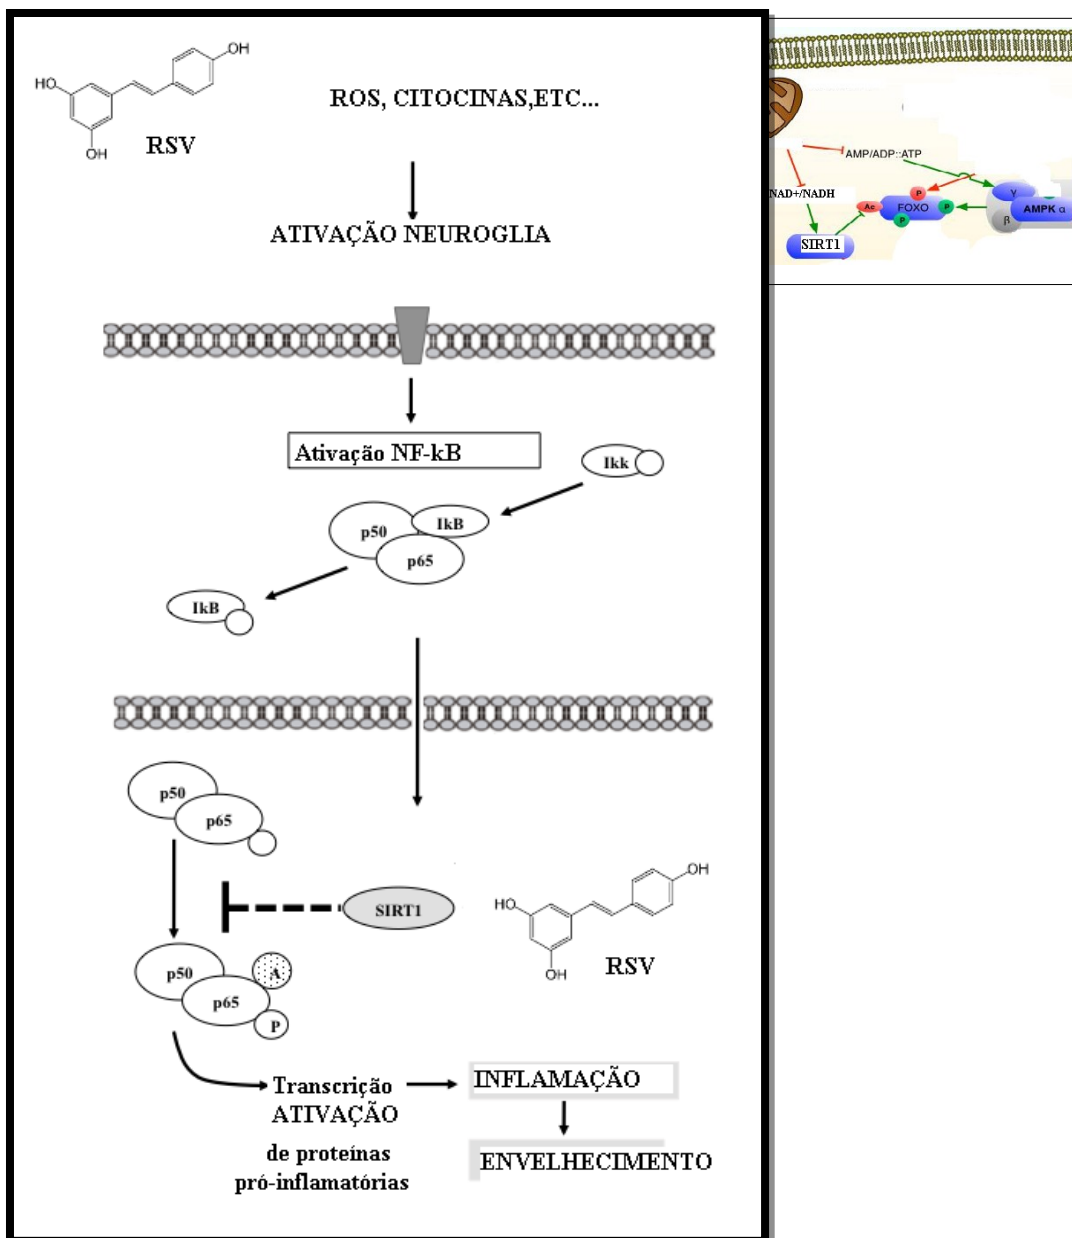 OH
HO
OH
RSV
ROS, CITOCINAS,ETC...
ATIVAÇÃO NEUROGLIA
Ativação NF-kB
Ikk
p50
IkB
p65
IkB
p50
p65
SIRT1
OH
HO
OH
RSV
p50
A
p65
P
Transcrição
ATIVAÇÃO
de proteínas
pró-inflamatórias
INFLAMAÇÃO
ENVELHECIMENTO
AMP/ADP::ATP
NAD+/NADH
P
Ac
FOXO
P
P
SIRT1
γ
β
AMPK α